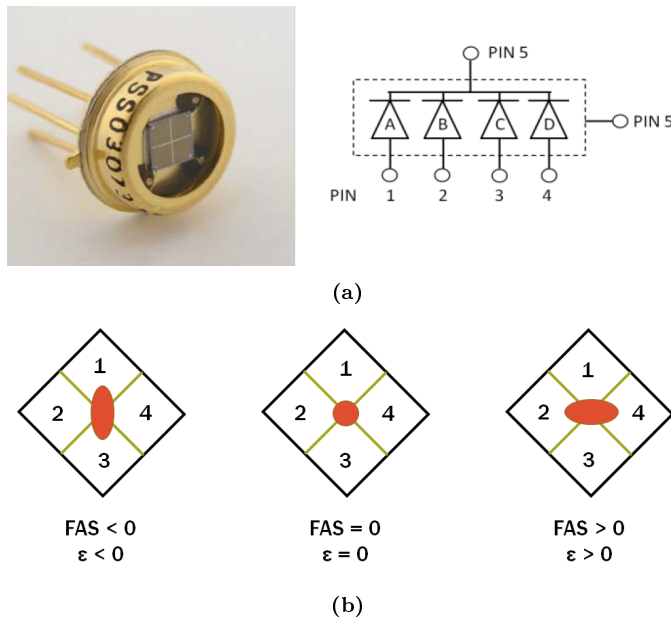 PIN 5
A B C D
PIN 5
PIN 1 2 3 4
(a)
1 1 1
2 4 2 4 2 4
3 3 3
FAS < 0 FAS = 0 FAS > 0
ε < 0 ε = 0 ε > 0
(b)